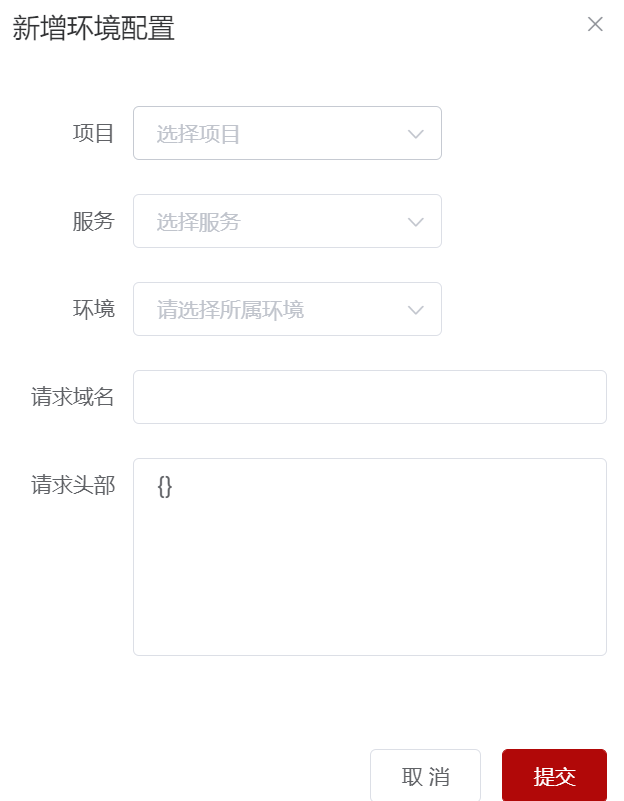 新增环境配置
项目 选择项目
服务 选择服务
环境 请选择所属环境
请求域名
请求头部 {}
取 消 提交